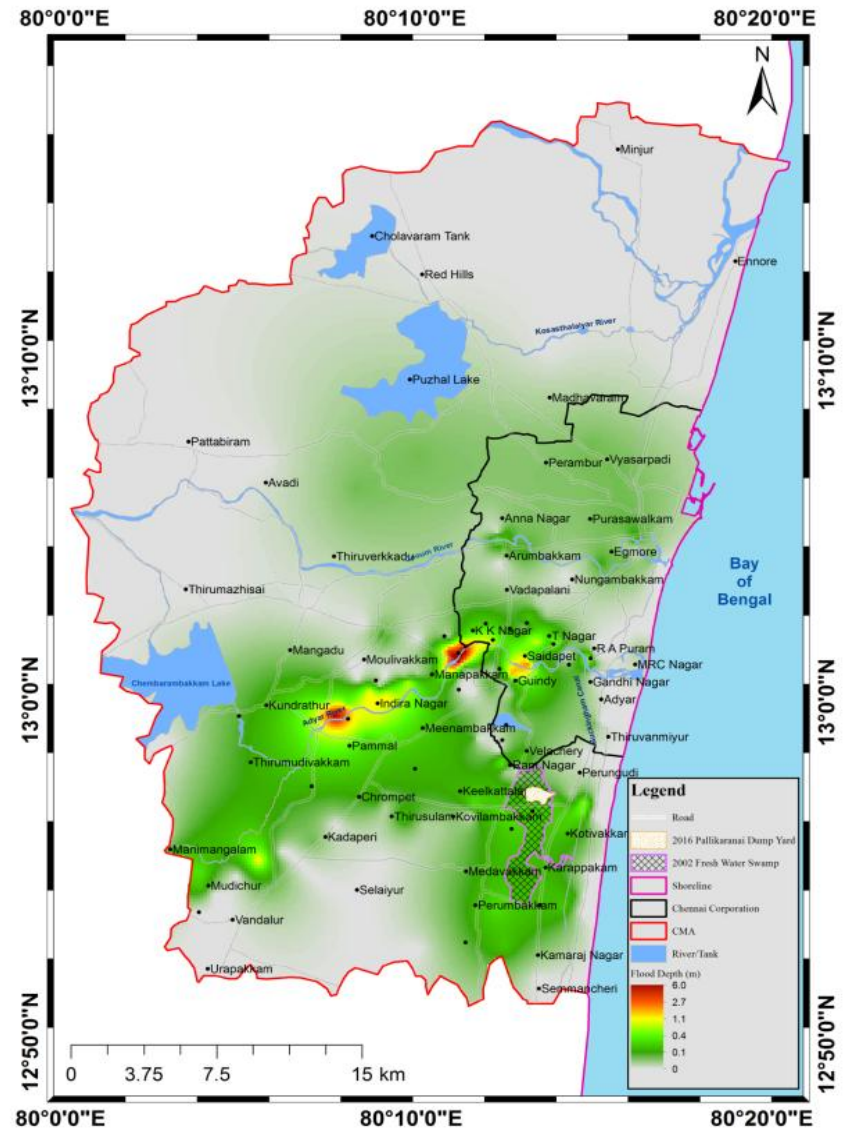 80°0'0"E
80°10'0"E
80°20'0"E
N
Minjur
Cholavaram Tank
Red Hills
Ennore
Kosasthalaiyar River
13°10'0"N
13°10'0"N
Puzhal Lake
Madhavaram
Pattabiram
Perambur
Vyasarpadi
Avadi
Anna Nagar
Purasawalkam
Thiruverkkadu
Arumbakkam
Egmore
Bay
of
Bengal
Nungambakkam
Thirumazhisai
Vadapalani
K K Nagar
T Nagar
Mangadu
Moulivakkam
Saidapet
R A Puram
MRC Nagar
Manapakkam
Guindy
Gandhi Nagar
Chembarambakkam Lake
Kundrathur
Indira Nagar
Adyar
13°0'0"N
13°0'0"N
Adyar River
Buckingham Canal
Meenambakkam
Thiruvanmiyur
Pammal
Velachery
Thirumudivakkam
Ram Nagar
Perungudi
Chrompet
Keelkattalai
Thirusulam
Kovilambakkam
Kadaperi
Kotivakkam
Manimangalam
Medavakkam
Karappakam
Mudichur
Selaiyur
Perumbakkam
Vandalur
Kamaraj Nagar
Urapakkam
Semmancheri
Legend
Road
2016 Pallikaranai Dump Yard
2002 Fresh Water Swamp
Shoreline
Chennai Corporation
CMA
River/Tank
Flood Depth (m)
6.0
2.7
1.1
0.4
0.1
0
12°50'0"N
12°50'0"N
0 3.75 7.5 15 km
80°0'0"E
80°10'0"E
80°20'0"E